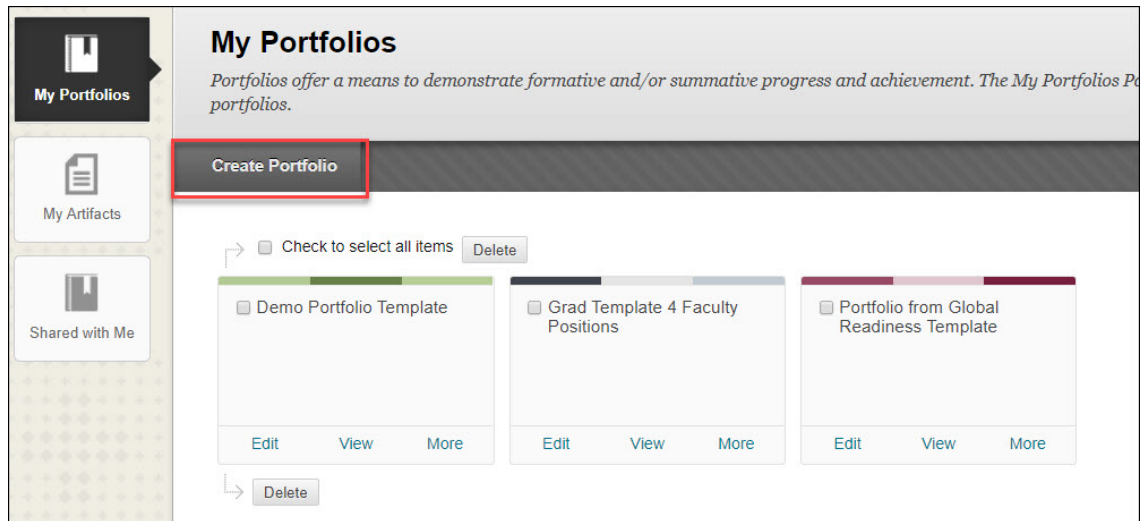 My Portfolios
My Artifacts
Shared with Me
My Portfolios
Portfolios offer a means to demonstrate formative and/or summative progress and achievement. The My Portfolios
portfolios.
Create Portfolio
Check to select all items Delete
Demo Portfolio Template
Edit View More
Grad Template 4 Faculty
Positions
Edit View More
Portfolio from Global
Readiness Template
Edit View More
Delete